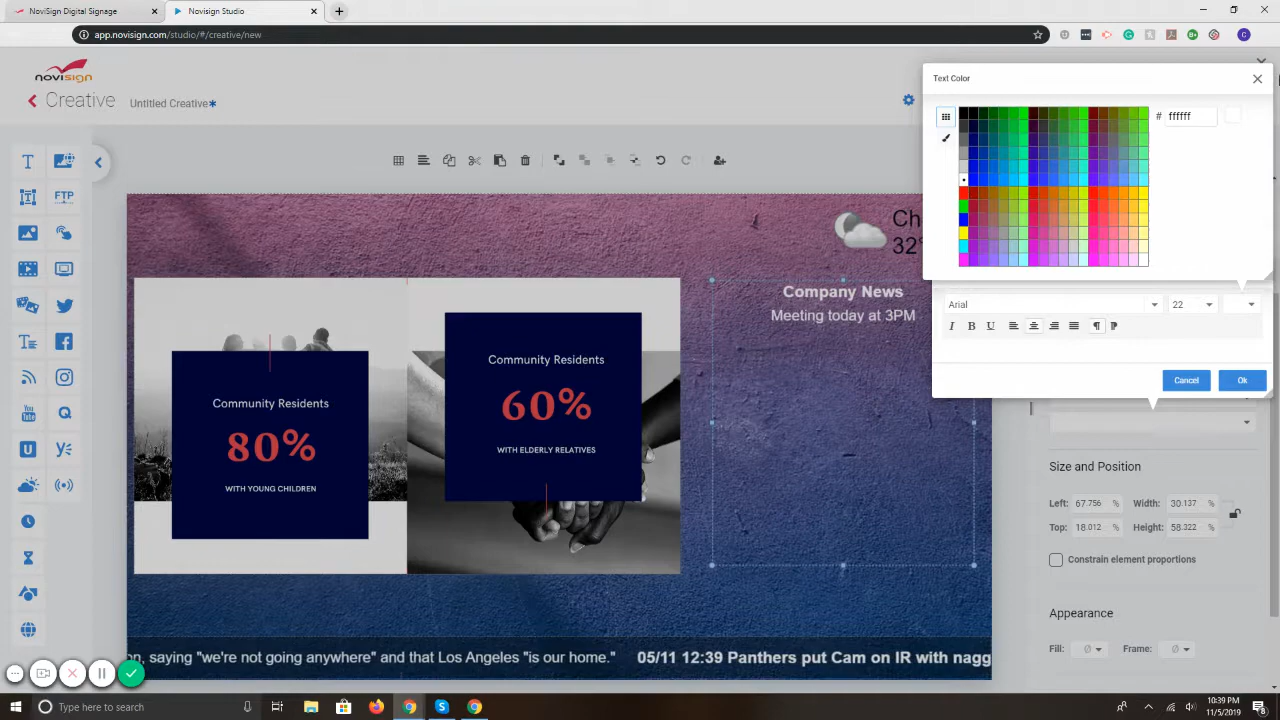 NoviSign Digital Signage
NoviSign Studio
app.novisign.com/studio/#/creative/new
novisign
Creative
Untitled Creative*
FTP
You
Tube
Ch
32°
Company News
Meeting today at 3PM
Community Residents
80%
WITH YOUNG CHILDREN
Community Residents
60%
WITH ELDERLY RELATIVES
on, saying "we're not going anywhere" and that Los Angeles "is our home." 05/11 12:39 Panthers put Cam on IR with nagg
Text Color
# ffffff
Arial
22
I B U
Cancel
Ok
Size and Position
Left: 67.756 % Width: 30.137 %
Top: 18.012 % Height: 58.322 %
Constrain element proportions
Appearance
Fill: Frame:
Type here to search
10:39 PM
11/5/2019